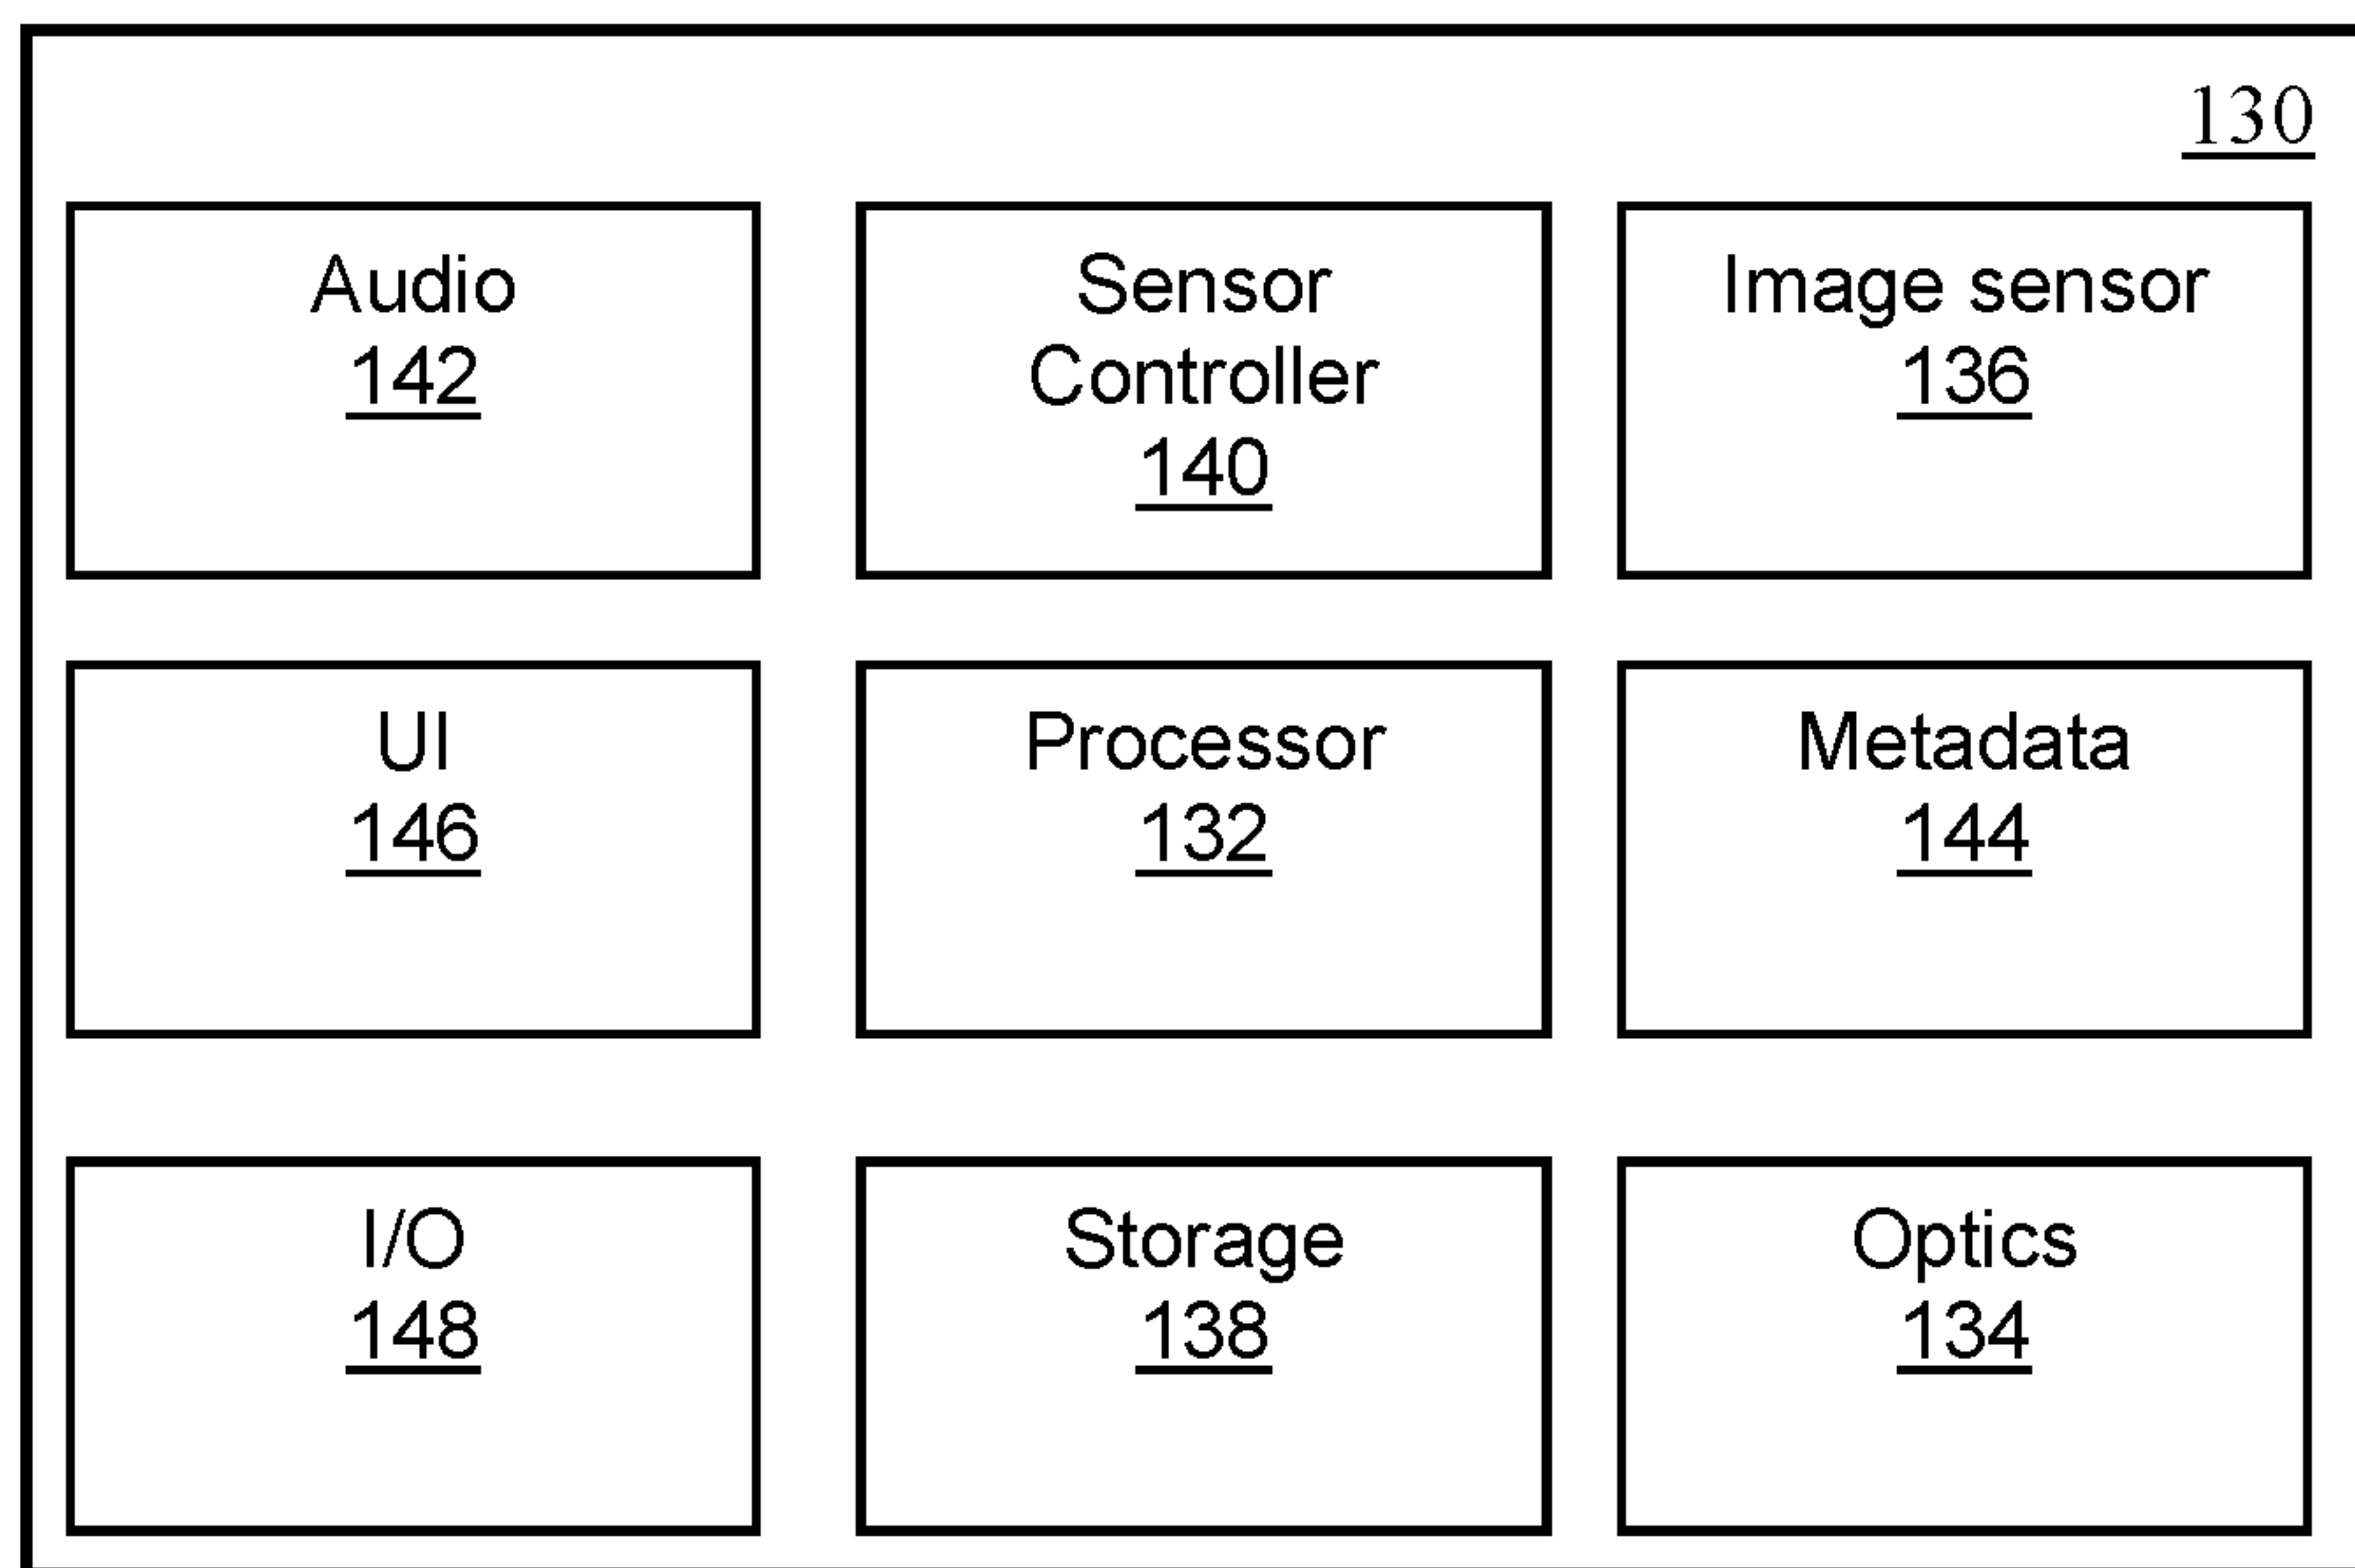 130
Audio
142
Sensor
Controller
140
Image sensor
136
UI
146
Processor
132
Metadata
144
I/O
148
Storage
138
Optics
134